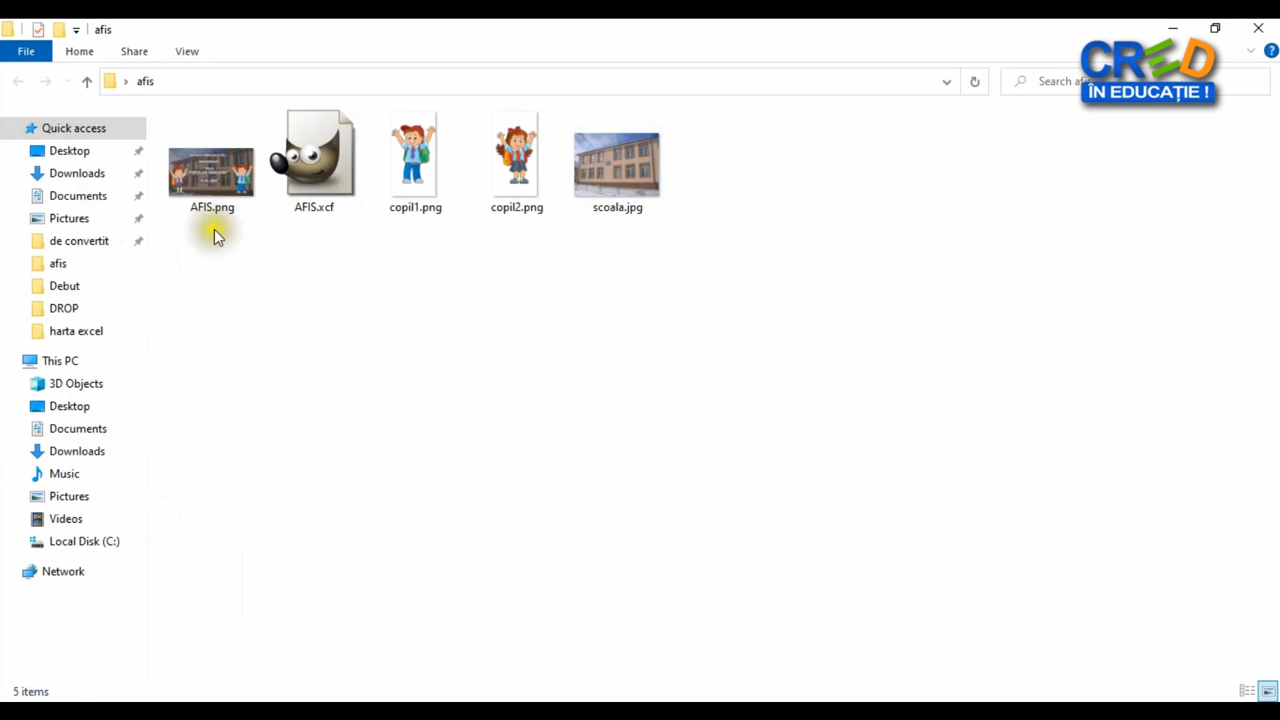 afis
File
Home
Share
View
CRED
ÎN EDUCAȚIE !
afis
Search
Quick access
Desktop
Downloads
Documents
Pictures
de convertit
afis
Debut
DROP
harta excel
This PC
3D Objects
Desktop
Documents
Downloads
Music
Pictures
Videos
Local Disk (C:)
Network
AFIS.png
AFIS.xcf
copil1.png
copil2.png
scoala.jpg
5 items